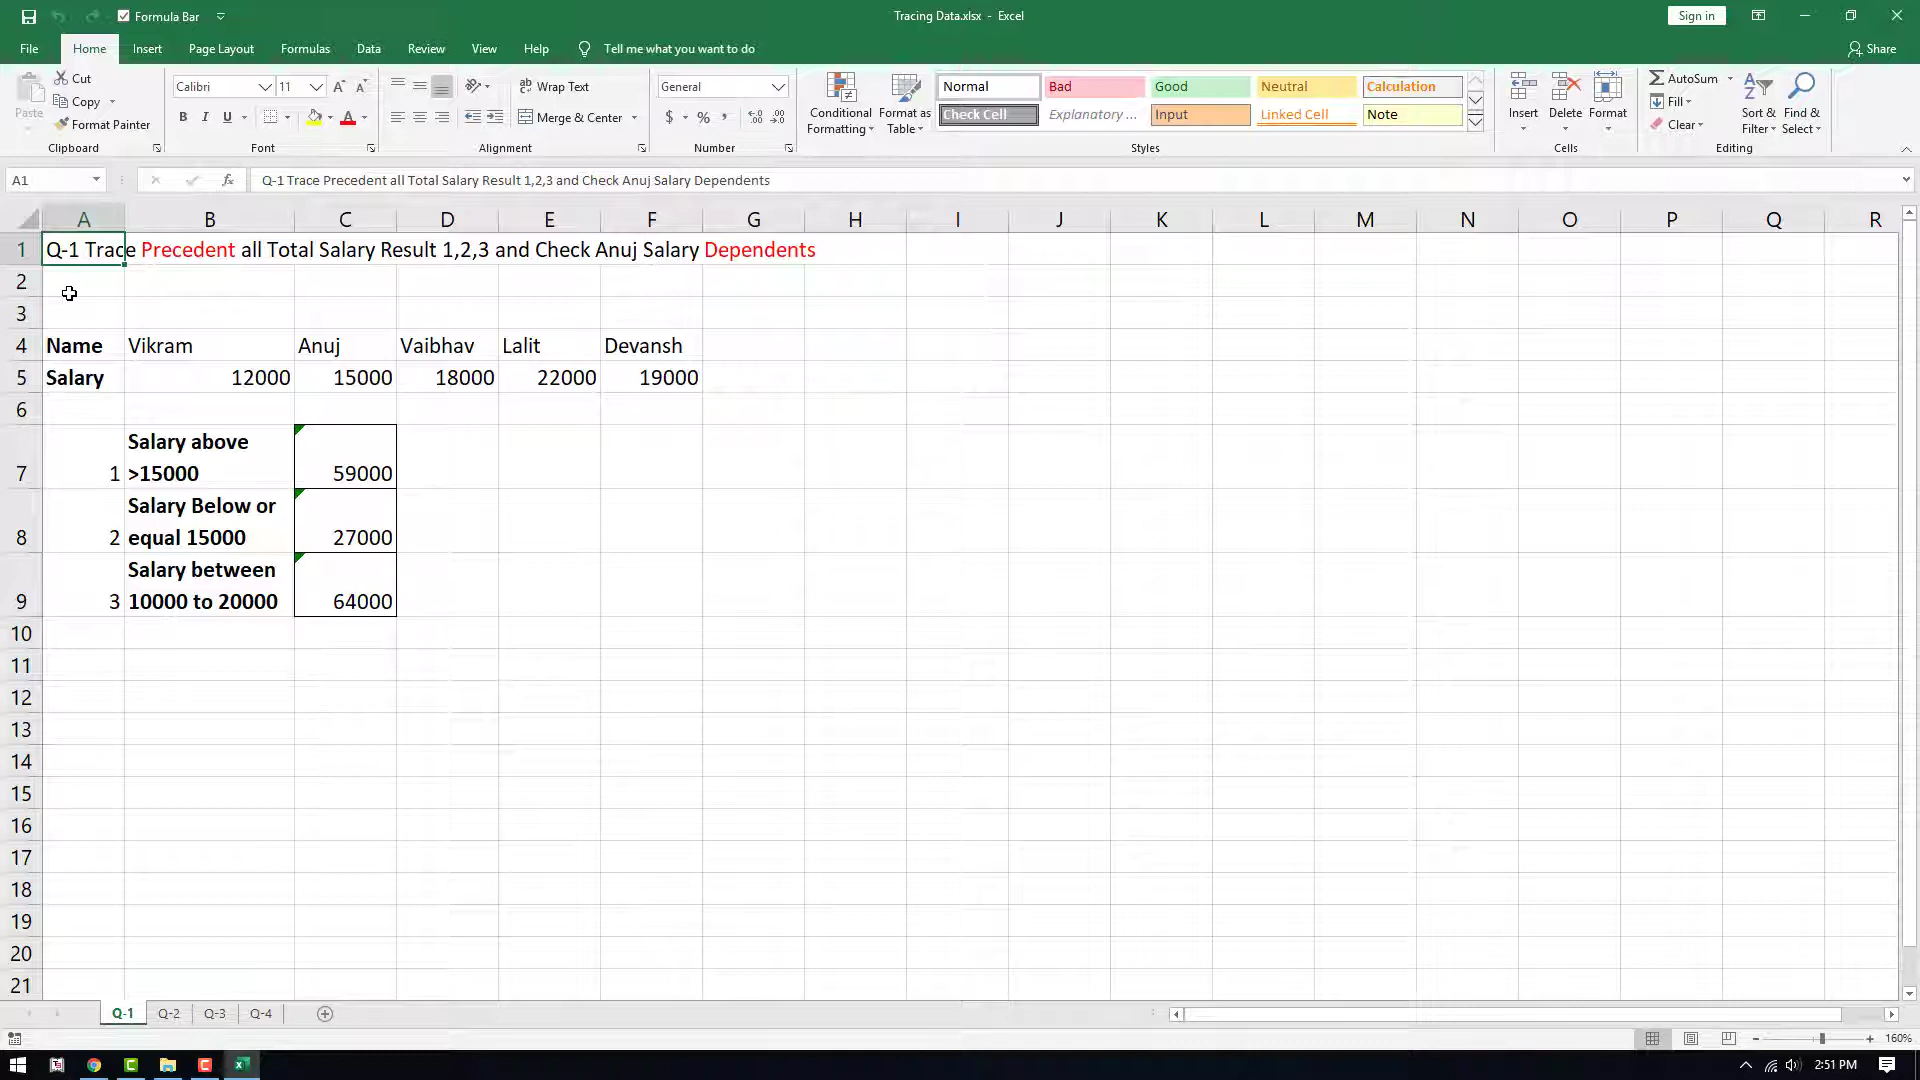 Formula Bar
Tracing Data.xlsx - Excel
Sign in
File Home Insert Page Layout Formulas Data Review View Help Tell me what you want to do Share
Paste
Cut
Copy
Format Painter
Clipboard
Calibri 11
B I U
Font
Wrap Text
Merge & Center
Alignment
General
$ % ,
Number
Conditional Formatting
Format as Table
Normal Bad Good Neutral Calculation
Check Cell Explanatory ... Input Linked Cell Note
Styles
Insert Delete Format
Cells
AutoSum
Fill
Clear
Sort & Filter
Find & Select
Editing
A1 fx Q-1 Trace Precedent all Total Salary Result 1,2,3 and Check Anuj Salary Dependents
A B C D E F G H I J K L M N O P Q R
1 Q-1 Trace Precedent all Total Salary Result 1,2,3 and Check Anuj Salary Dependents
2
3
4 Name Vikram Anuj Vaibhav Lalit Devansh
5 Salary 12000 15000 18000 22000 19000
6
7 1 Salary above >15000 59000
8 2 Salary Below or equal 15000 27000
9 3 Salary between 10000 to 20000 64000
10
11
12
13
14
15
16
17
18
19
20
21
Q-1 Q-2 Q-3 Q-4
160%
2:51 PM